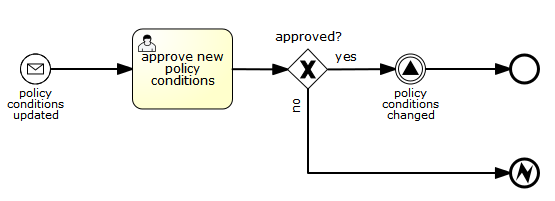 approved?
approve new
policy
conditions
yes
policy
conditions
updated
policy
conditions
changed
no